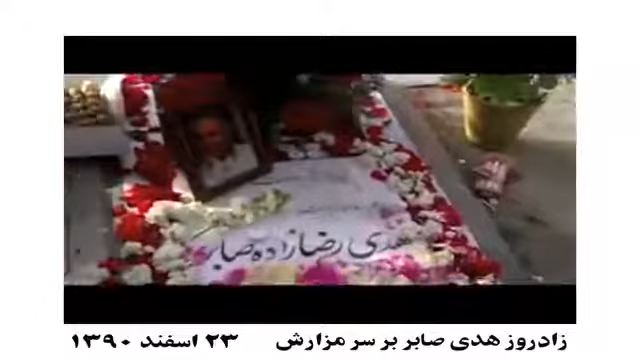 هدی رضازاده صابر
زادروز هدی صابر بر سر مزارش ۲۳ اسفند ۱۳۹۰